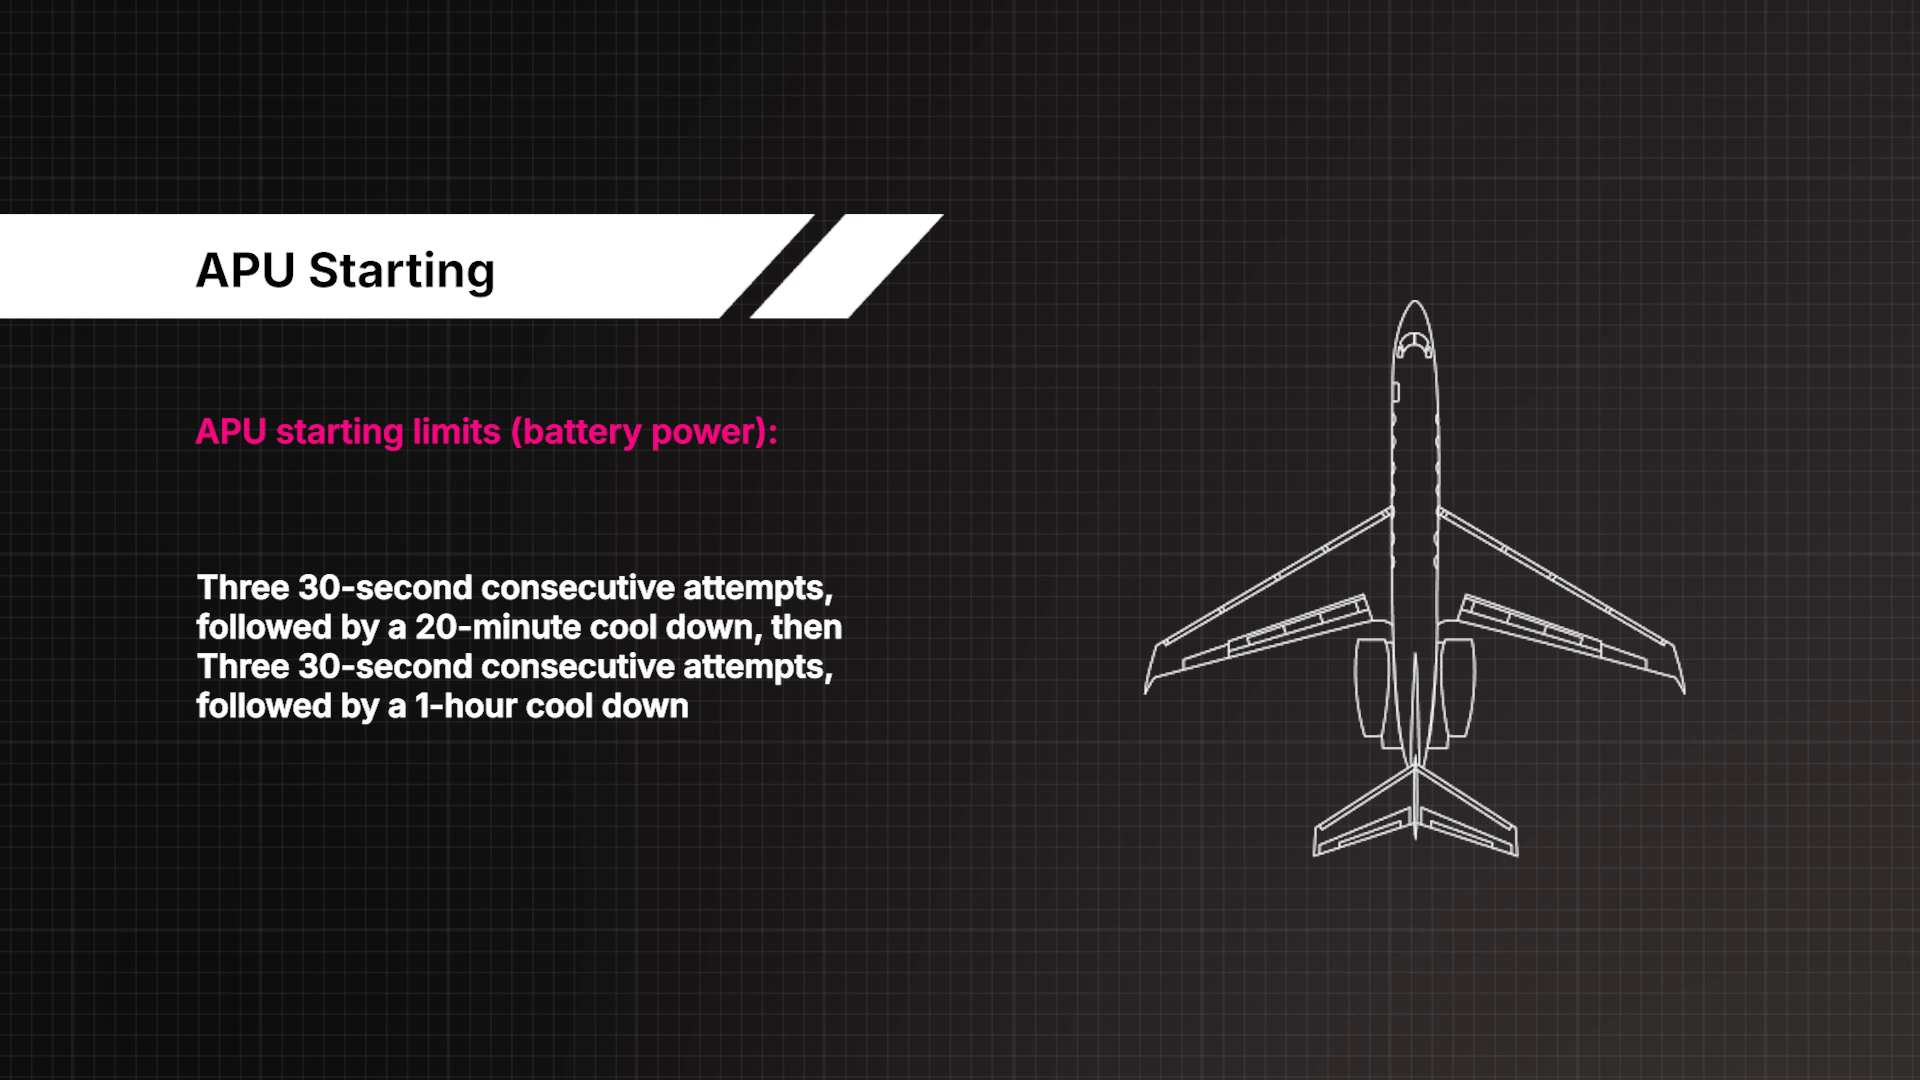 APU Starting
APU starting limits (battery power):
Three 30-second consecutive attempts,
followed by a 20-minute cool down, then
Three 30-second consecutive attempts,
followed by a 1-hour cool down